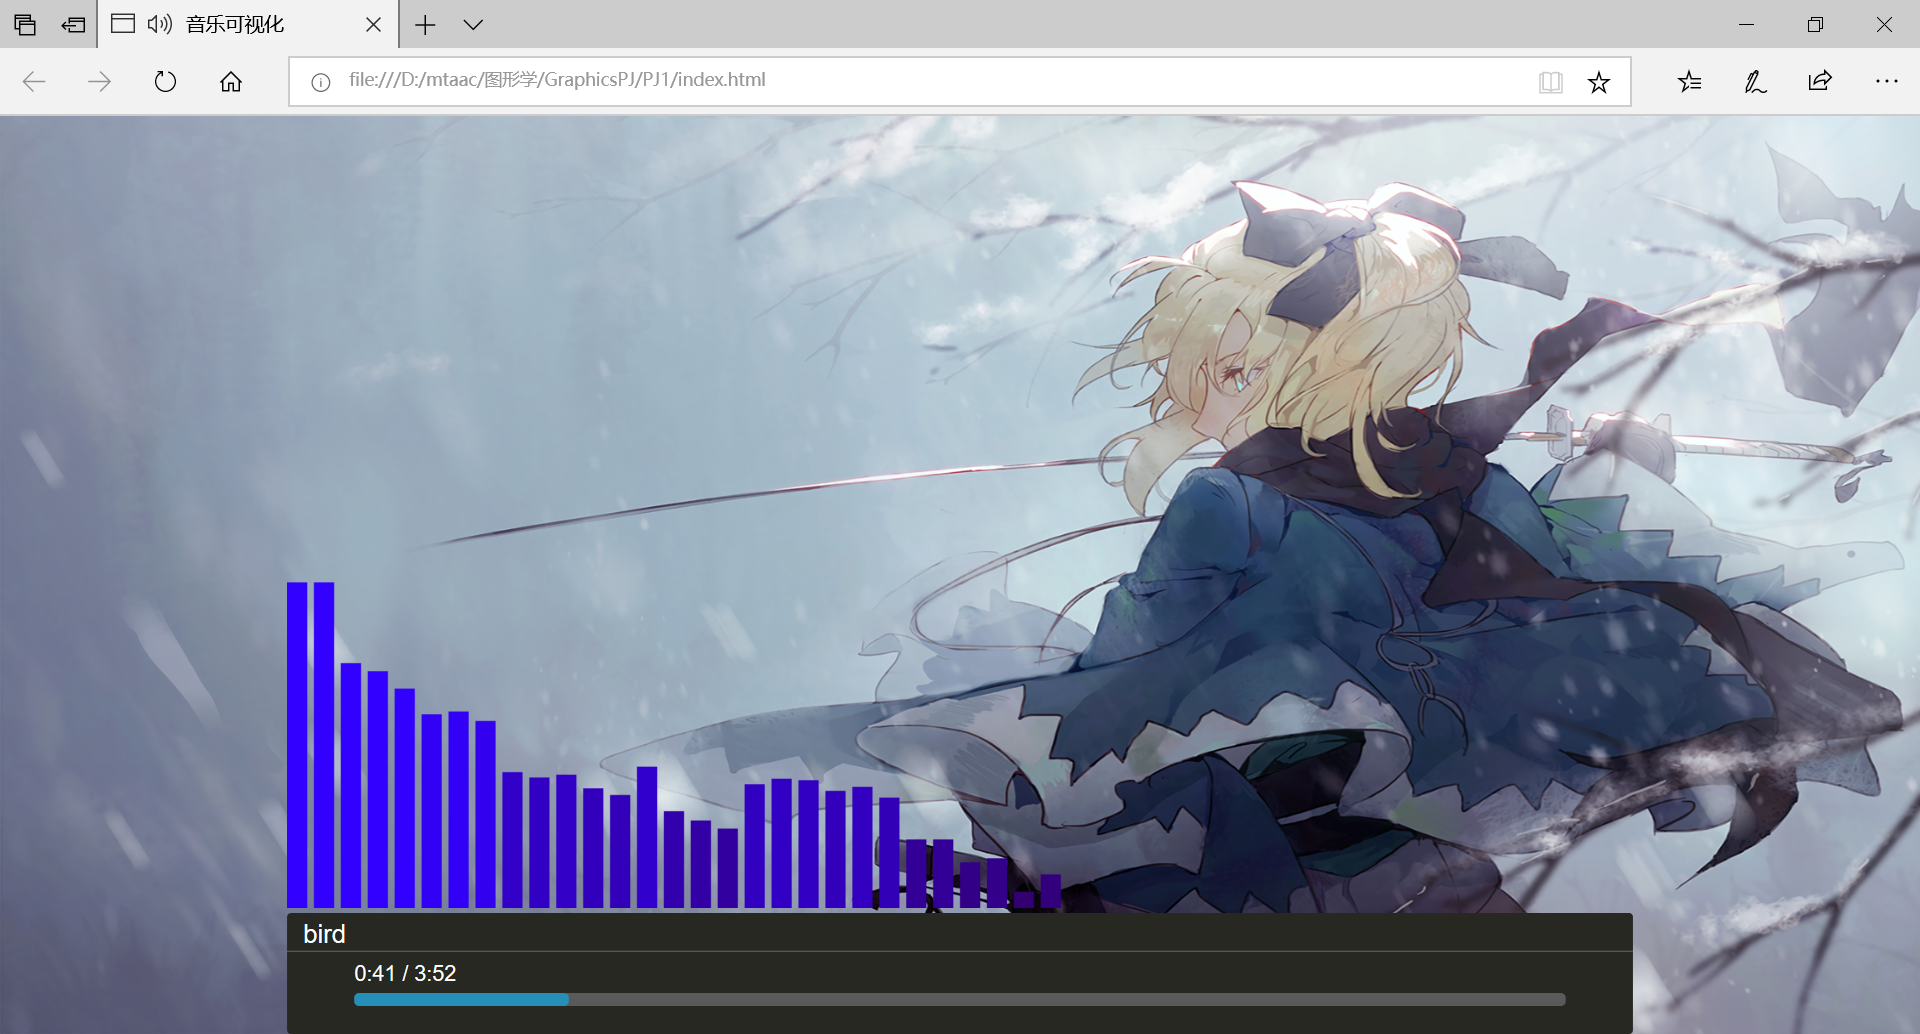 音乐可视化
file:///D:/mtaac/图形学/GraphicsPJ/PJ1/index.html
bird
0:41 / 3:52